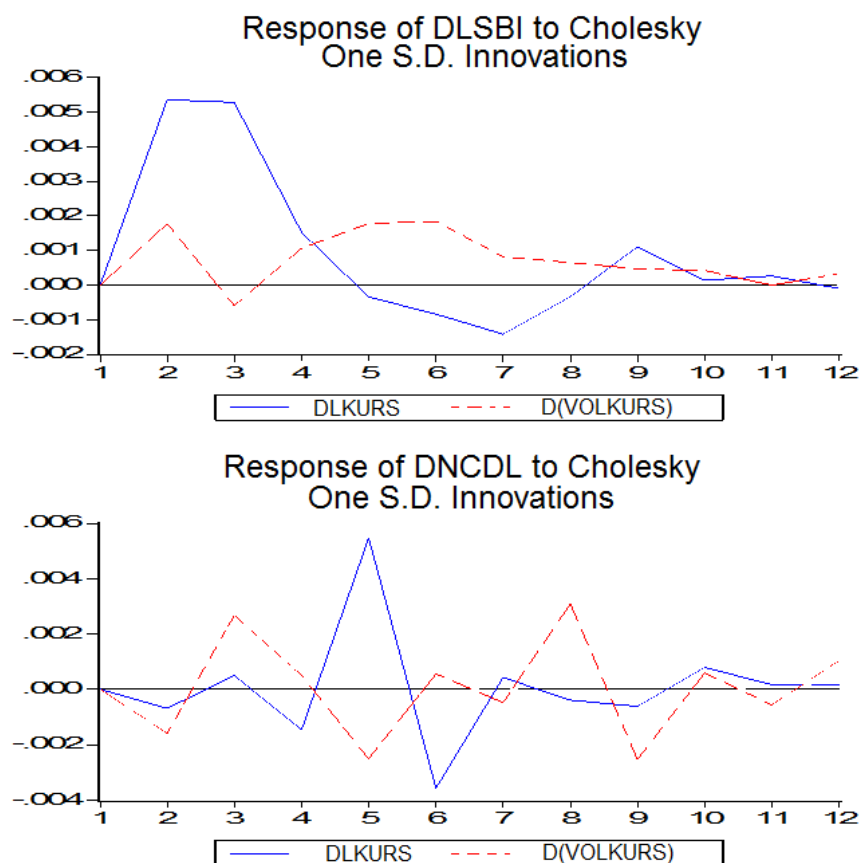 Response of DLSBI to Cholesky
One S.D. Innovations
.006
.005
.004
.003
.002
.001
.000
-.001
-.002
1 2 3 4 5 6 7 8 9 10 11 12
DLKURS D(VOLKURS)
Response of DNCDL to Cholesky
One S.D. Innovations
.006
.004
.002
.000
-.002
-.004
1 2 3 4 5 6 7 8 9 10 11 12
DLKURS D(VOLKURS)